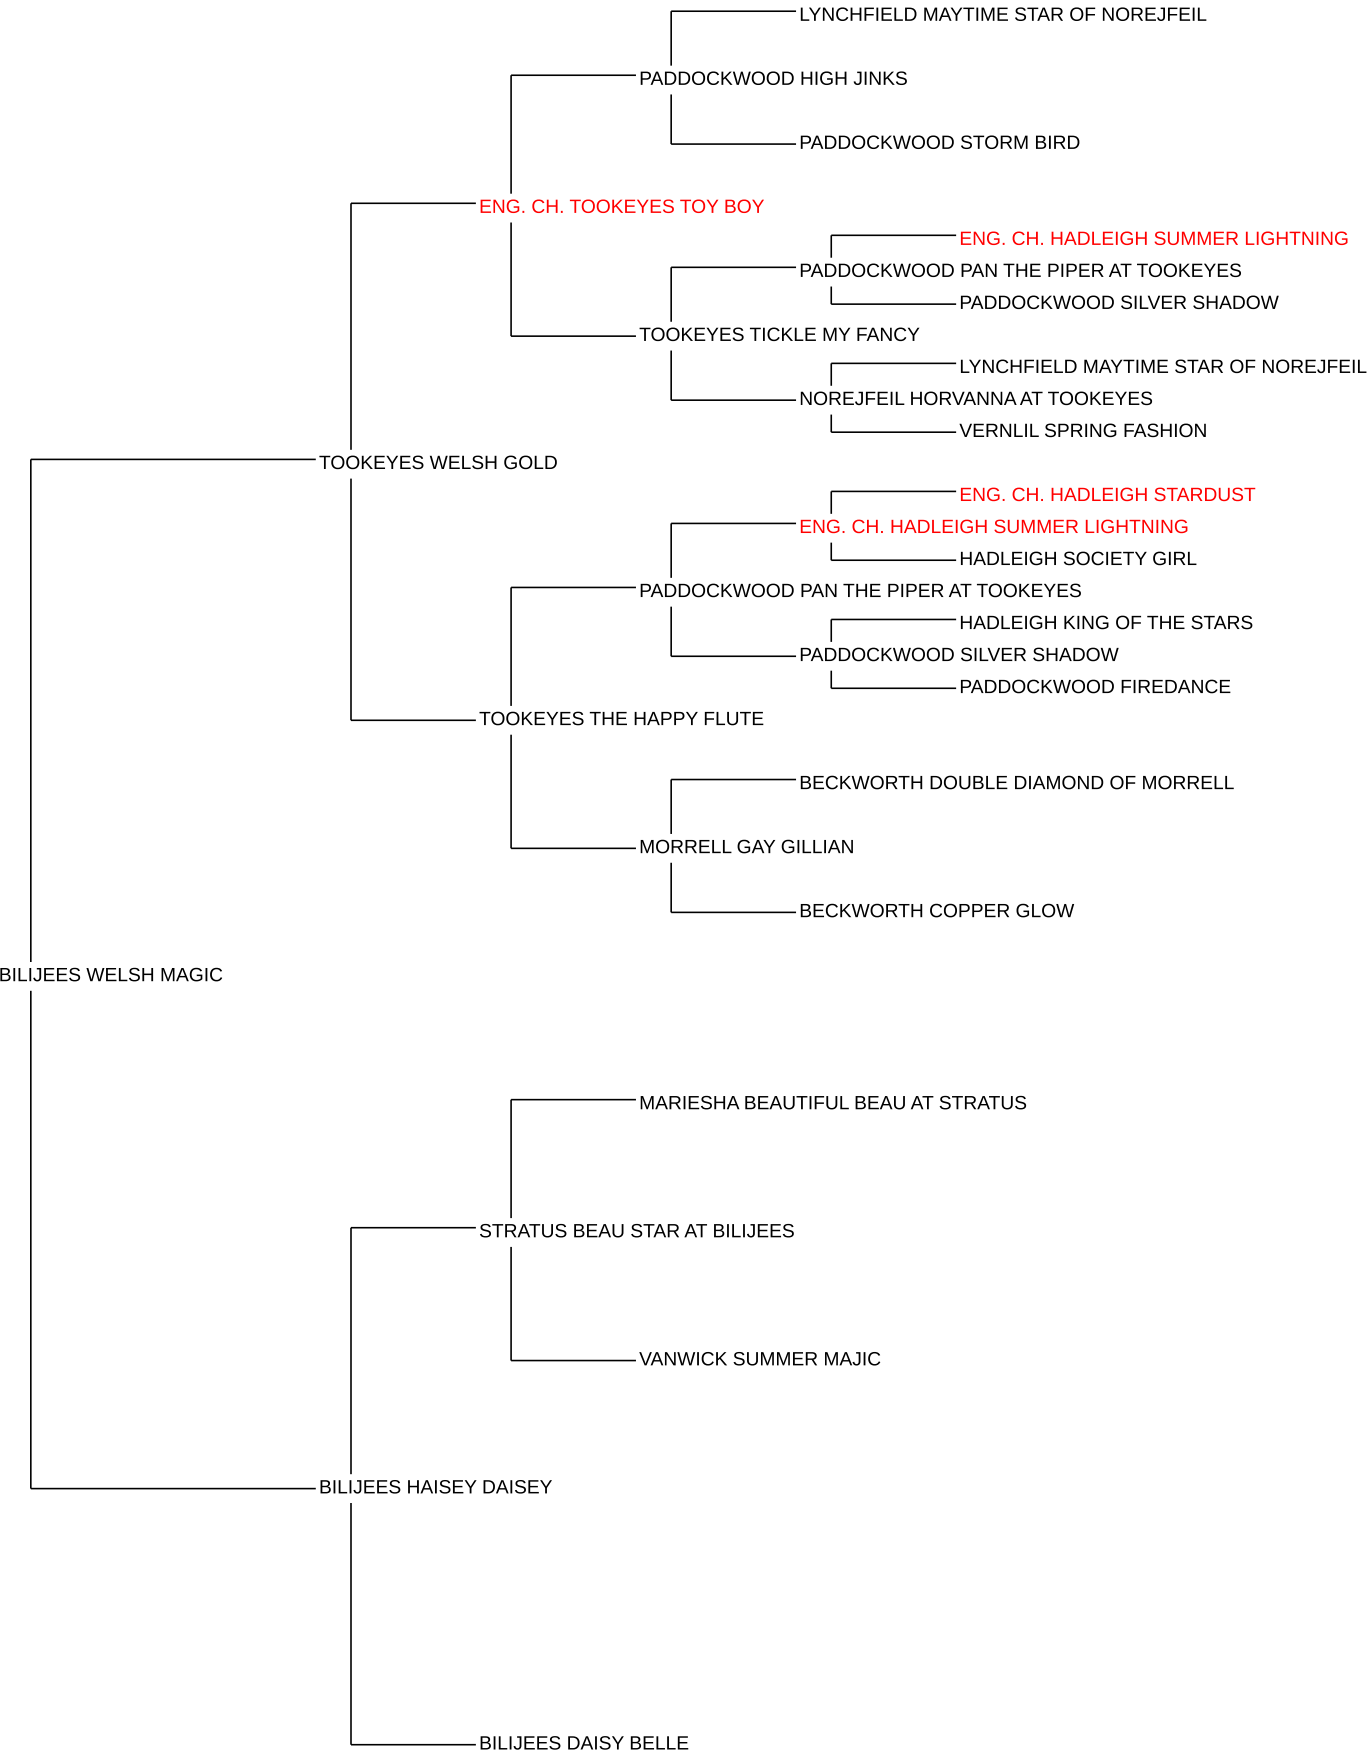 LYNCHFIELD MAYTIME STAR OF NOREJFEIL
PADDOCKWOOD HIGH JINKS
PADDOCKWOOD STORM BIRD
ENG. CH. TOOKEYES TOY BOY
ENG. CH. HADLEIGH SUMMER LIGHTNING
PADDOCKWOOD PAN THE PIPER AT TOOKEYES
PADDOCKWOOD SILVER SHADOW
TOOKEYES TICKLE MY FANCY
LYNCHFIELD MAYTIME STAR OF NOREJFEIL
NOREJFEIL HORVANNA AT TOOKEYES
VERNLIL SPRING FASHION
TOOKEYES WELSH GOLD
ENG. CH. HADLEIGH STARDUST
ENG. CH. HADLEIGH SUMMER LIGHTNING
HADLEIGH SOCIETY GIRL
PADDOCKWOOD PAN THE PIPER AT TOOKEYES
HADLEIGH KING OF THE STARS
PADDOCKWOOD SILVER SHADOW
PADDOCKWOOD FIREDANCE
TOOKEYES THE HAPPY FLUTE
BECKWORTH DOUBLE DIAMOND OF MORRELL
MORRELL GAY GILLIAN
BECKWORTH COPPER GLOW
BILIJEES WELSH MAGIC
MARIESHA BEAUTIFUL BEAU AT STRATUS
STRATUS BEAU STAR AT BILIJEES
VANWICK SUMMER MAJIC
BILIJEES HAISEY DAISEY
BILIJEES DAISY BELLE